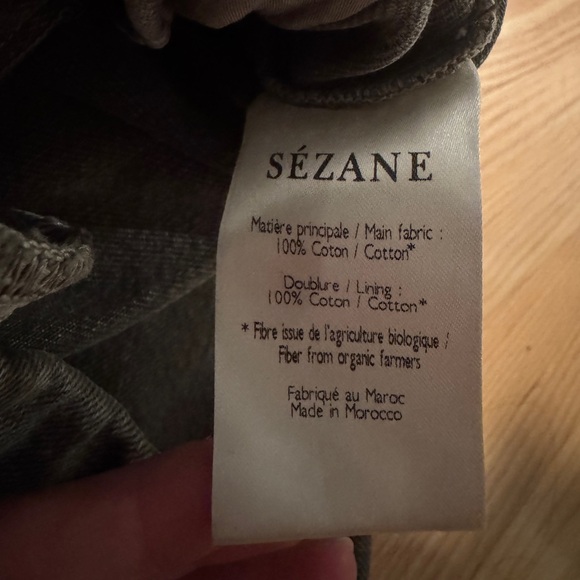 SÉZANE
Matière principale / Main fabric :
100% Coton / Cotton*
Doublure / Lining :
100% Coton / Cotton*
* Fibre issue de l'agriculture biologique /
Fiber from organic farmers
Fabriqué au Maroc
Made in Morocco